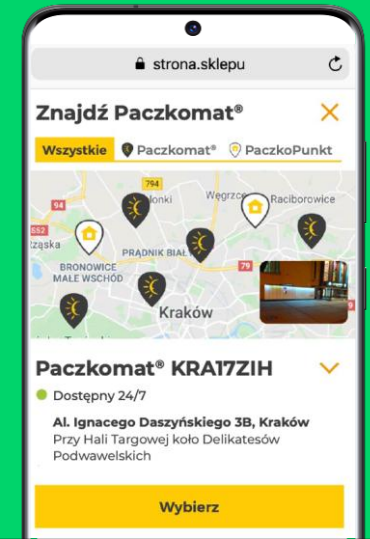 strona.sklepu
Znajdź Paczkomat®
Wszystkie Paczkomat® PaczkoPunkt
794
94
Węgrzce
Raciborowice
552
PRĄDNIK BIAŁY
BRONOWICE
MAŁE WSCHÓD
79
Kraków
Paczkomat® KRA17ZIH
Dostępny 24/7
Al. Ignacego Daszyńskiego 3B, Kraków
Przy Hali Targowej koło Delikatesów
Podwawelskich
Wybierz